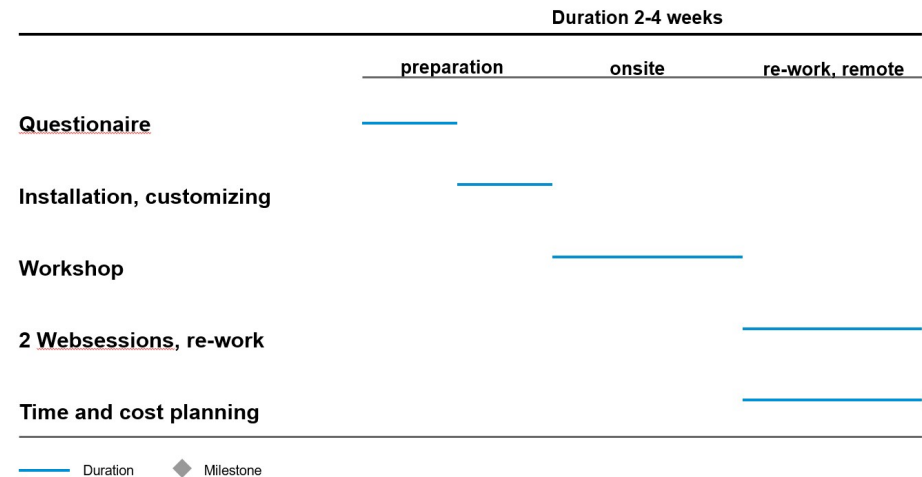 Duration 2-4 weeks
preparation onsite re-work, remote
Questionaire
Installation, customizing
Workshop
2 Websessions, re-work
Time and cost planning
Duration Milestone